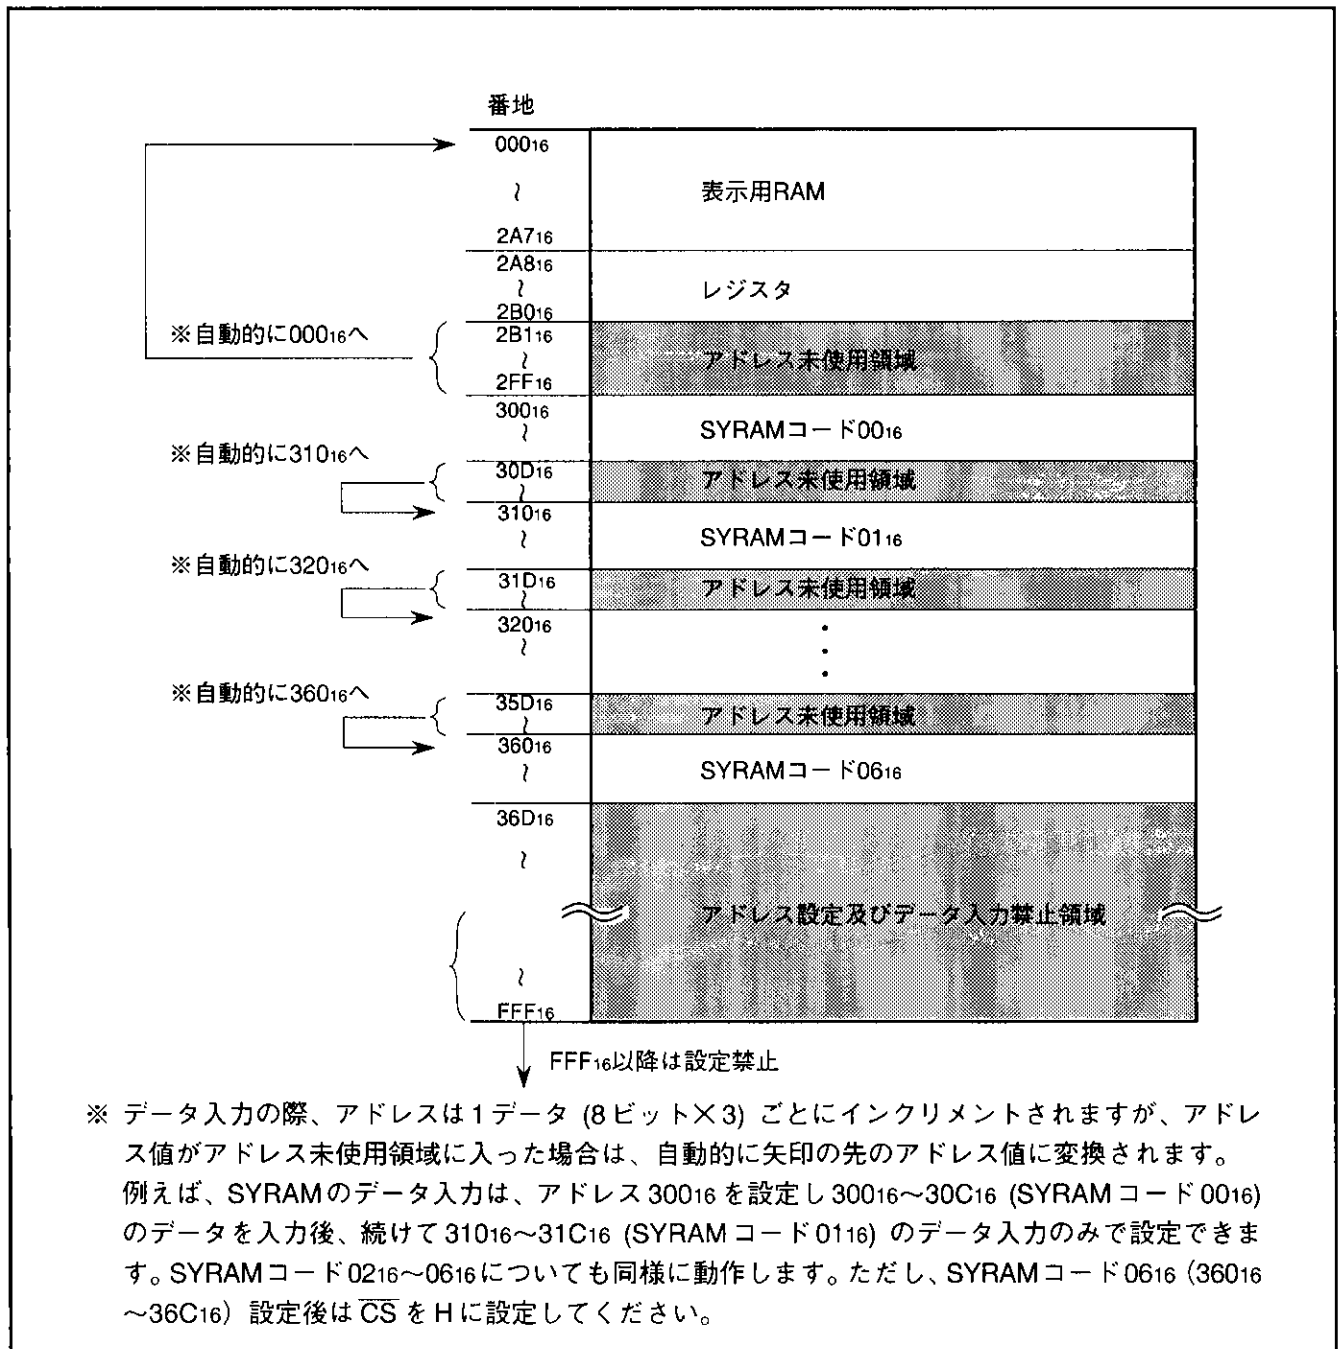 番地
000₁₆
~
表示用RAM
2A7₁₆
2A8₁₆
~
レジスタ
2B0₁₆
※自動的に000₁₆へ
2B1₁₆
~
アドレス未使用領域
2FF₁₆
300₁₆
~
SYRAMコード00₁₆
※自動的に310₁₆へ
30D₁₆
~
アドレス未使用領域
310₁₆
~
SYRAMコード01₁₆
※自動的に320₁₆へ
31D₁₆
~
アドレス未使用領域
320₁₆
~
・
・
・
※自動的に360₁₆へ
35D₁₆
~
アドレス未使用領域
360₁₆
~
SYRAMコード06₁₆
36D₁₆
~
アドレス設定及びデータ入力禁止領域
~
FFF₁₆
FFF₁₆以降は設定禁止
※ データ入力の際、アドレスは1データ (8ビット×3) ごとにインクリメントされますが、アドレ
ス値がアドレス未使用領域に入った場合は、自動的に矢印の先のアドレス値に変換されます。
例えば、SYRAMのデータ入力は、アドレス300₁₆を設定し300₁₆~30C₁₆ (SYRAMコード00₁₆)
のデータを入力後、続けて310₁₆~31C₁₆ (SYRAMコード01₁₆) のデータ入力のみで設定できま
す。SYRAMコード02₁₆~06₁₆についても同様に動作します。ただし、SYRAMコード06₁₆ (360₁₆
~36C₁₆) 設定後は C̅S̅ をHに設定してください。